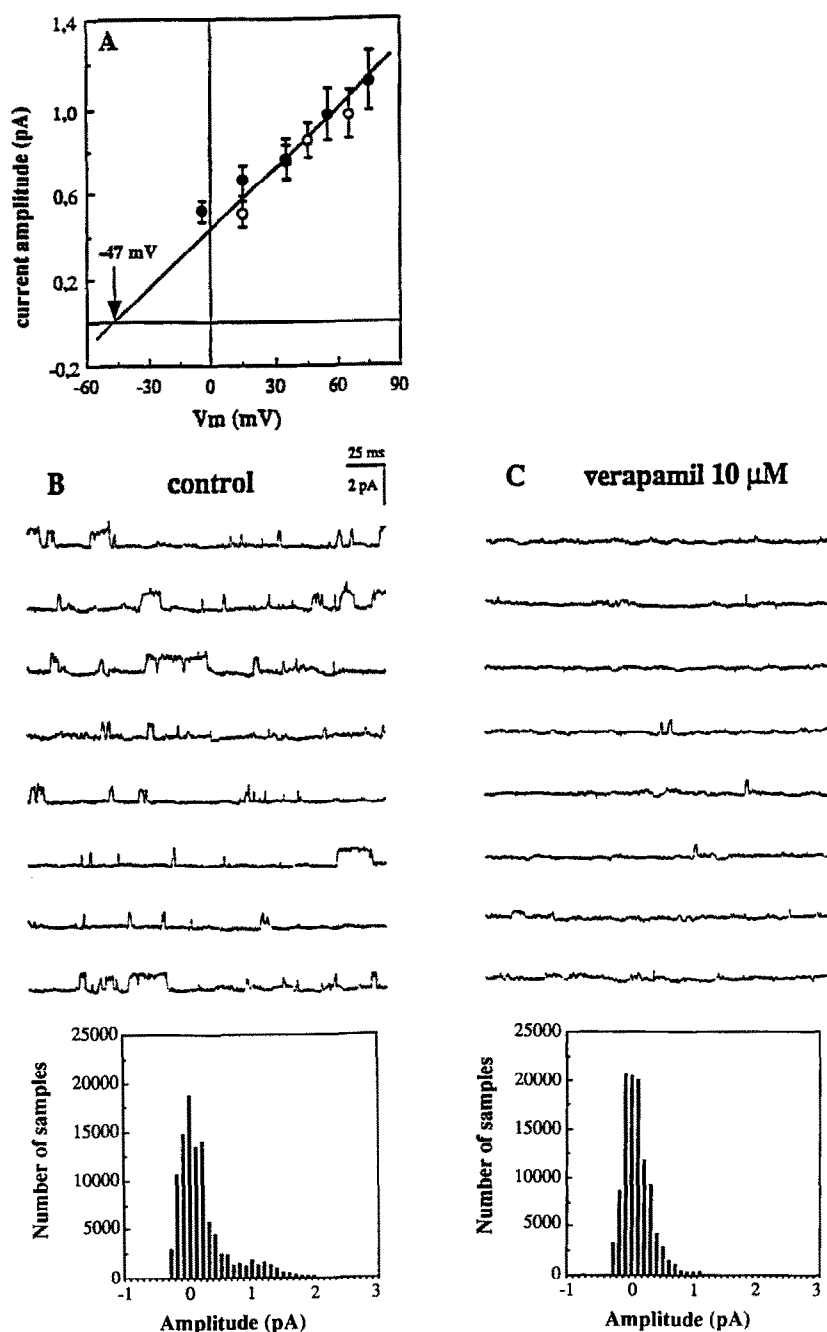 A
1,4
1,0
0,6
0,2
-0,2
current amplitude (pA)
-47 mV
-60 -30 0 30 60 90
Vm (mV)
B control
25 ms
2 pA
C verapamil 10 µM
25000
20000
15000
10000
5000
0
Number of samples
-1 0 1 2 3
Amplitude (pA)
25000
20000
15000
10000
5000
0
Number of samples
-1 0 1 2 3
Amplitude (pA)